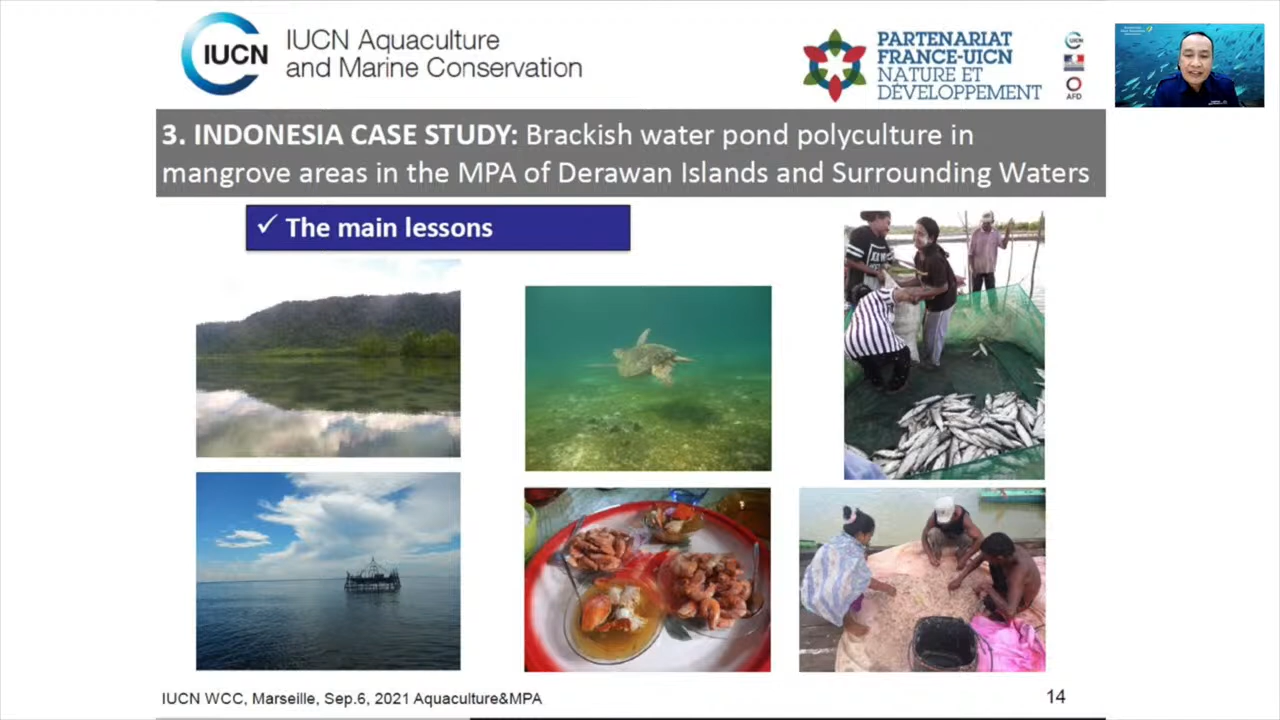 IUCN
IUCN Aquaculture
and Marine Conservation
PARTENARIAT
FRANCE-UICN
NATURE ET
DÉVELOPPEMENT
IUCN
AFD
3. INDONESIA CASE STUDY: Brackish water pond polyculture in
mangrove areas in the MPA of Derawan Islands and Surrounding Waters
✓ The main lessons
IUCN WCC, Marseille, Sep.6, 2021 Aquaculture&MPA
14